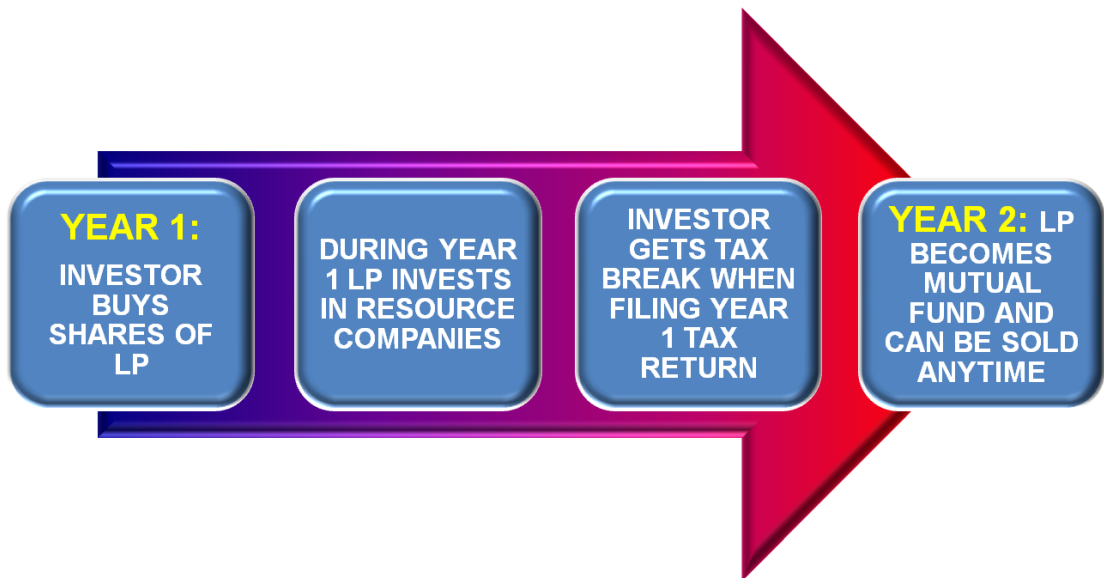 YEAR 1:
INVESTOR
BUYS
SHARES OF
LP
DURING YEAR
1 LP INVESTS
IN RESOURCE
COMPANIES
INVESTOR
GETS TAX
BREAK WHEN
FILING YEAR
1 TAX
RETURN
YEAR 2: LP
BECOMES
MUTUAL
FUND AND
CAN BE SOLD
ANYTIME